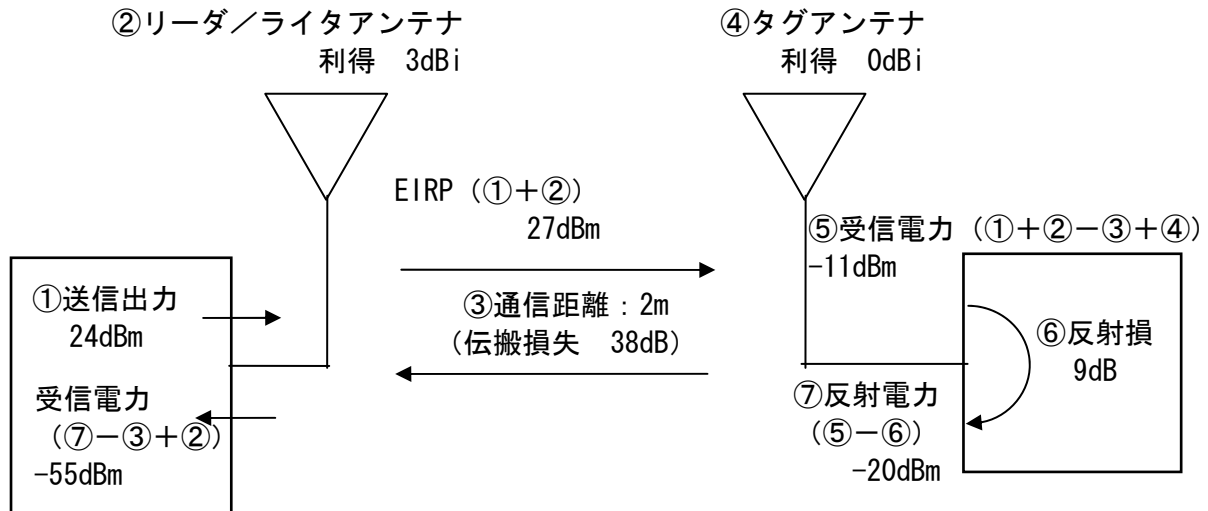 ②リーダ／ライタアンテナ
利得　3dBi
④タグアンテナ
利得　0dBi
EIRP（①＋②）
27dBm
⑤受信電力（①＋②－③＋④）
-11dBm
①送信出力
24dBm
③通信距離：2m
（伝搬損失　38dB）
⑥反射損
9dB
受信電力
（⑦－③＋②）
-55dBm
⑦反射電力
（⑤－⑥）
-20dBm